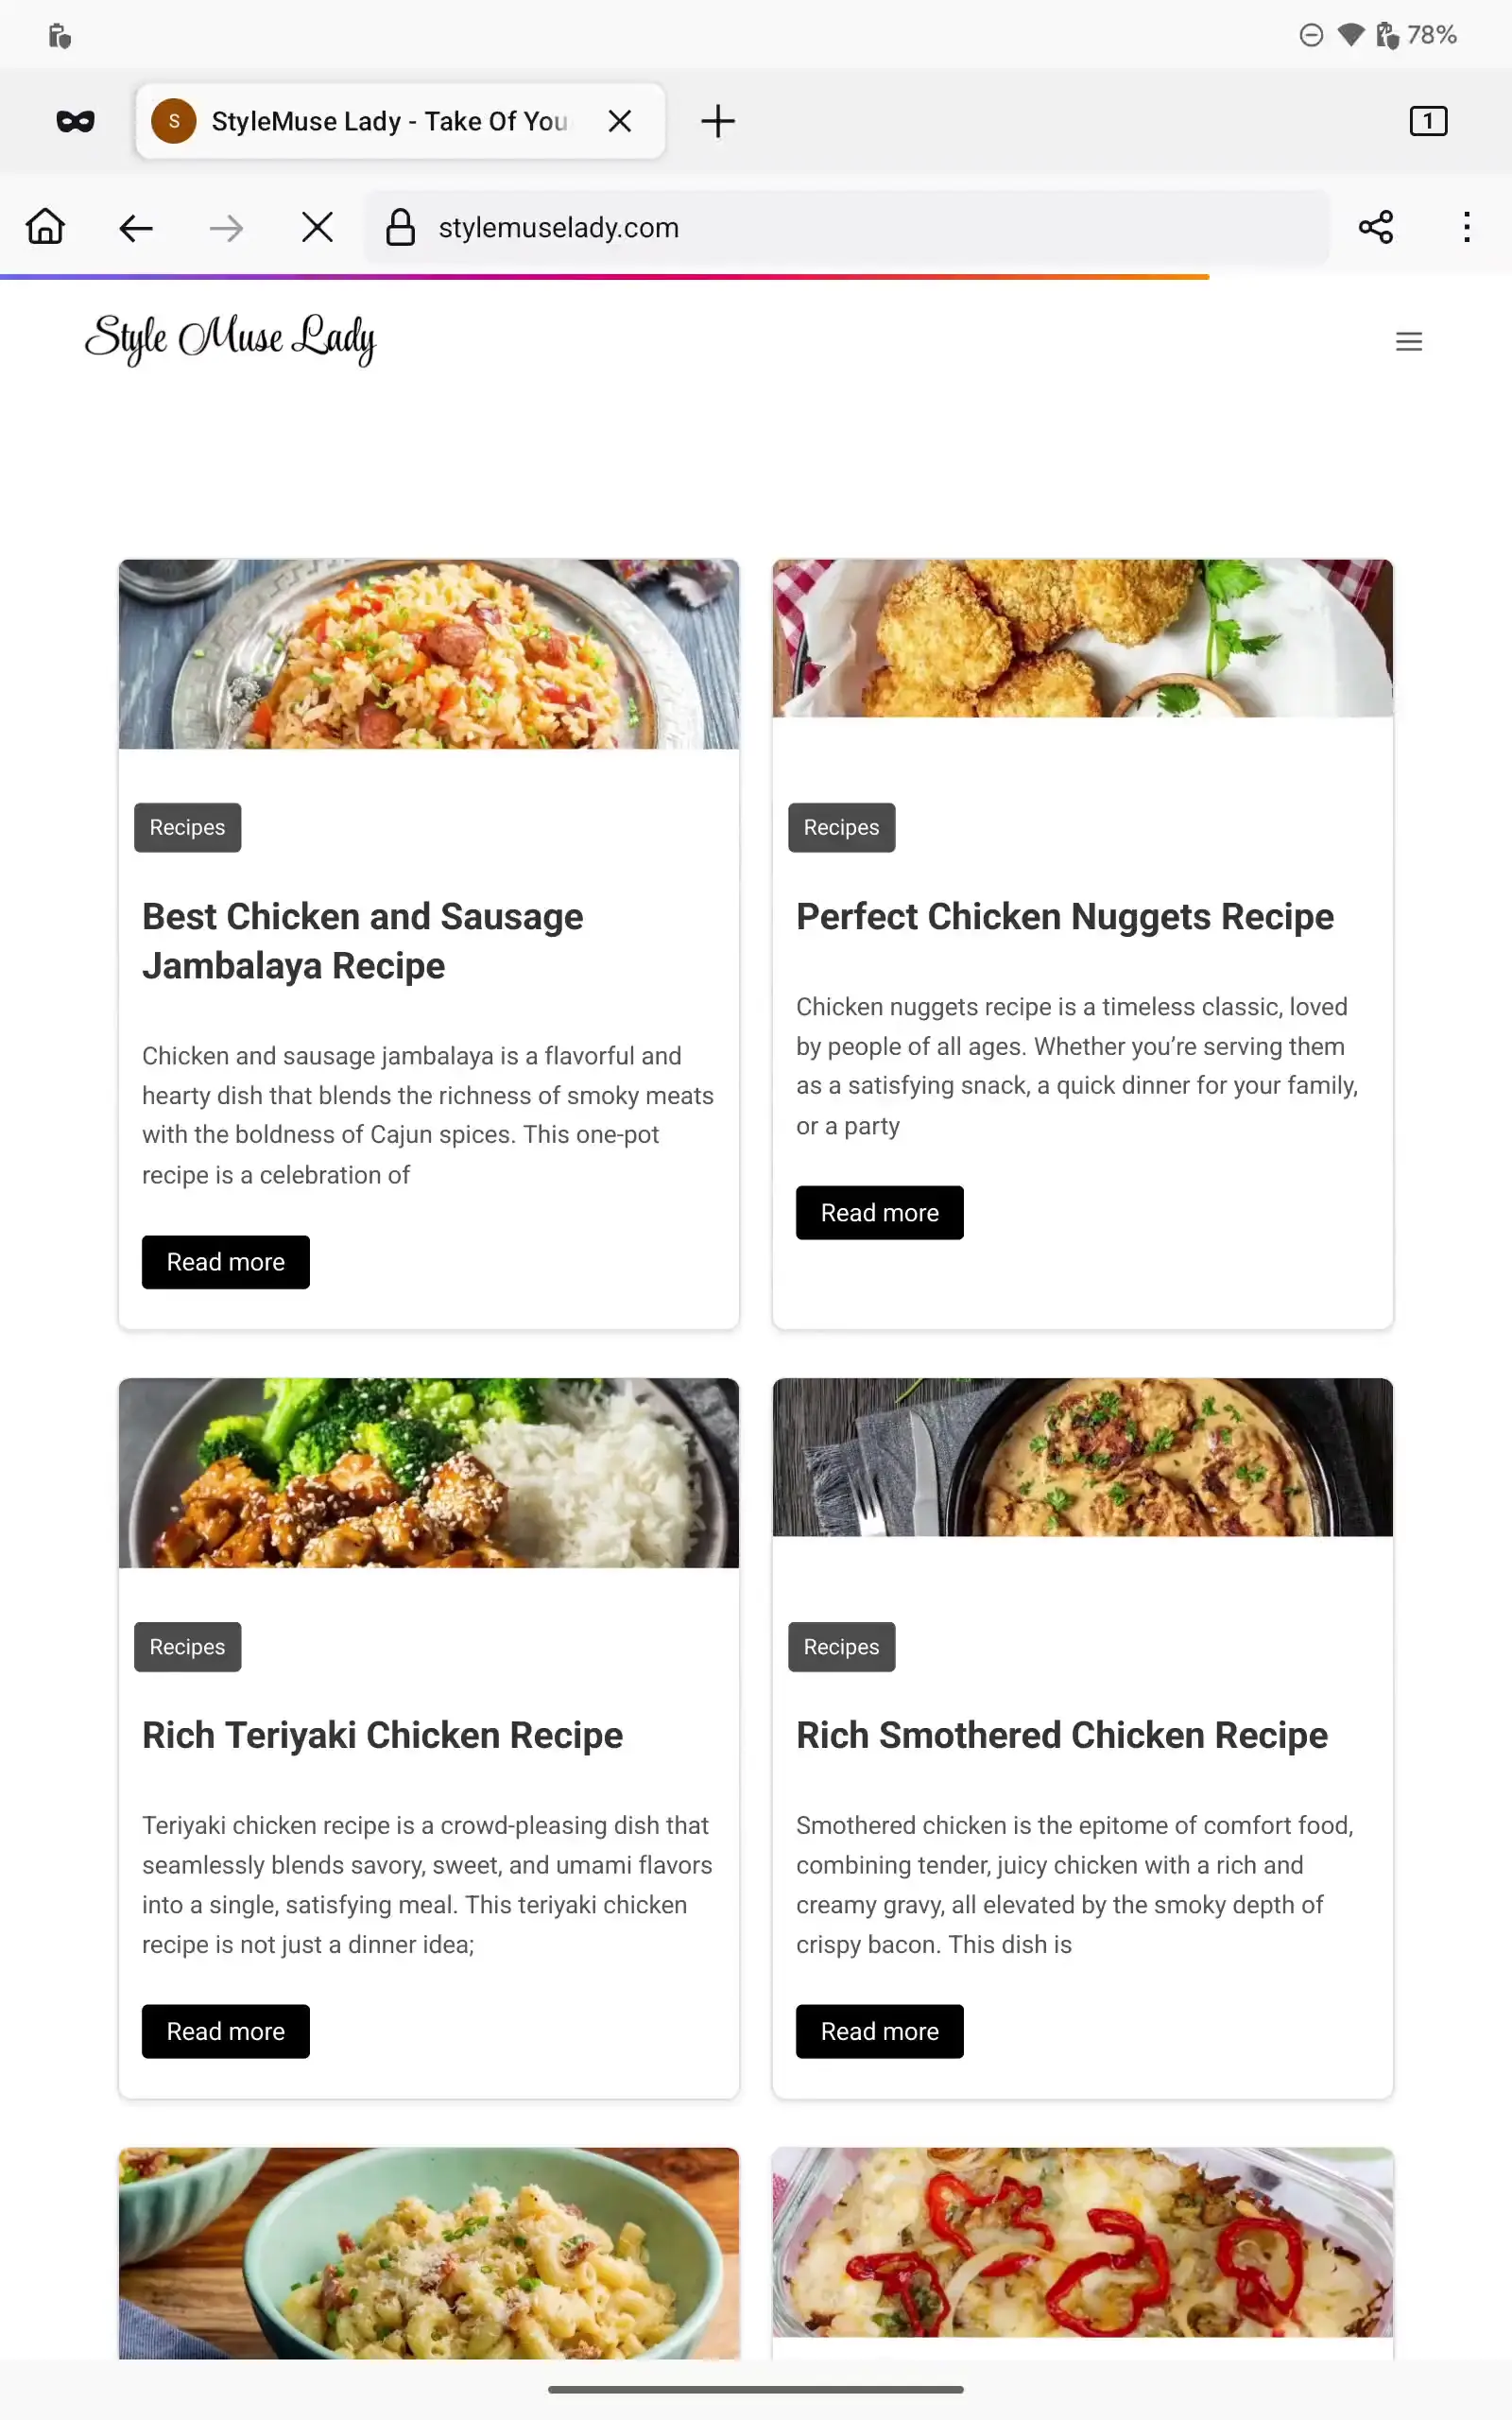 78%
S
StyleMuse Lady - Take Of You
1
stylemuselady.com
Style Muse Lady
Recipes
Best Chicken and Sausage
Jambalaya Recipe
Chicken and sausage jambalaya is a flavorful and
hearty dish that blends the richness of smoky meats
with the boldness of Cajun spices. This one-pot
recipe is a celebration of
Read more
Recipes
Perfect Chicken Nuggets Recipe
Chicken nuggets recipe is a timeless classic, loved
by people of all ages. Whether you’re serving them
as a satisfying snack, a quick dinner for your family,
or a party
Read more
Recipes
Rich Teriyaki Chicken Recipe
Teriyaki chicken recipe is a crowd-pleasing dish that
seamlessly blends savory, sweet, and umami flavors
into a single, satisfying meal. This teriyaki chicken
recipe is not just a dinner idea;
Read more
Recipes
Rich Smothered Chicken Recipe
Smothered chicken is the epitome of comfort food,
combining tender, juicy chicken with a rich and
creamy gravy, all elevated by the smoky depth of
crispy bacon. This dish is
Read more